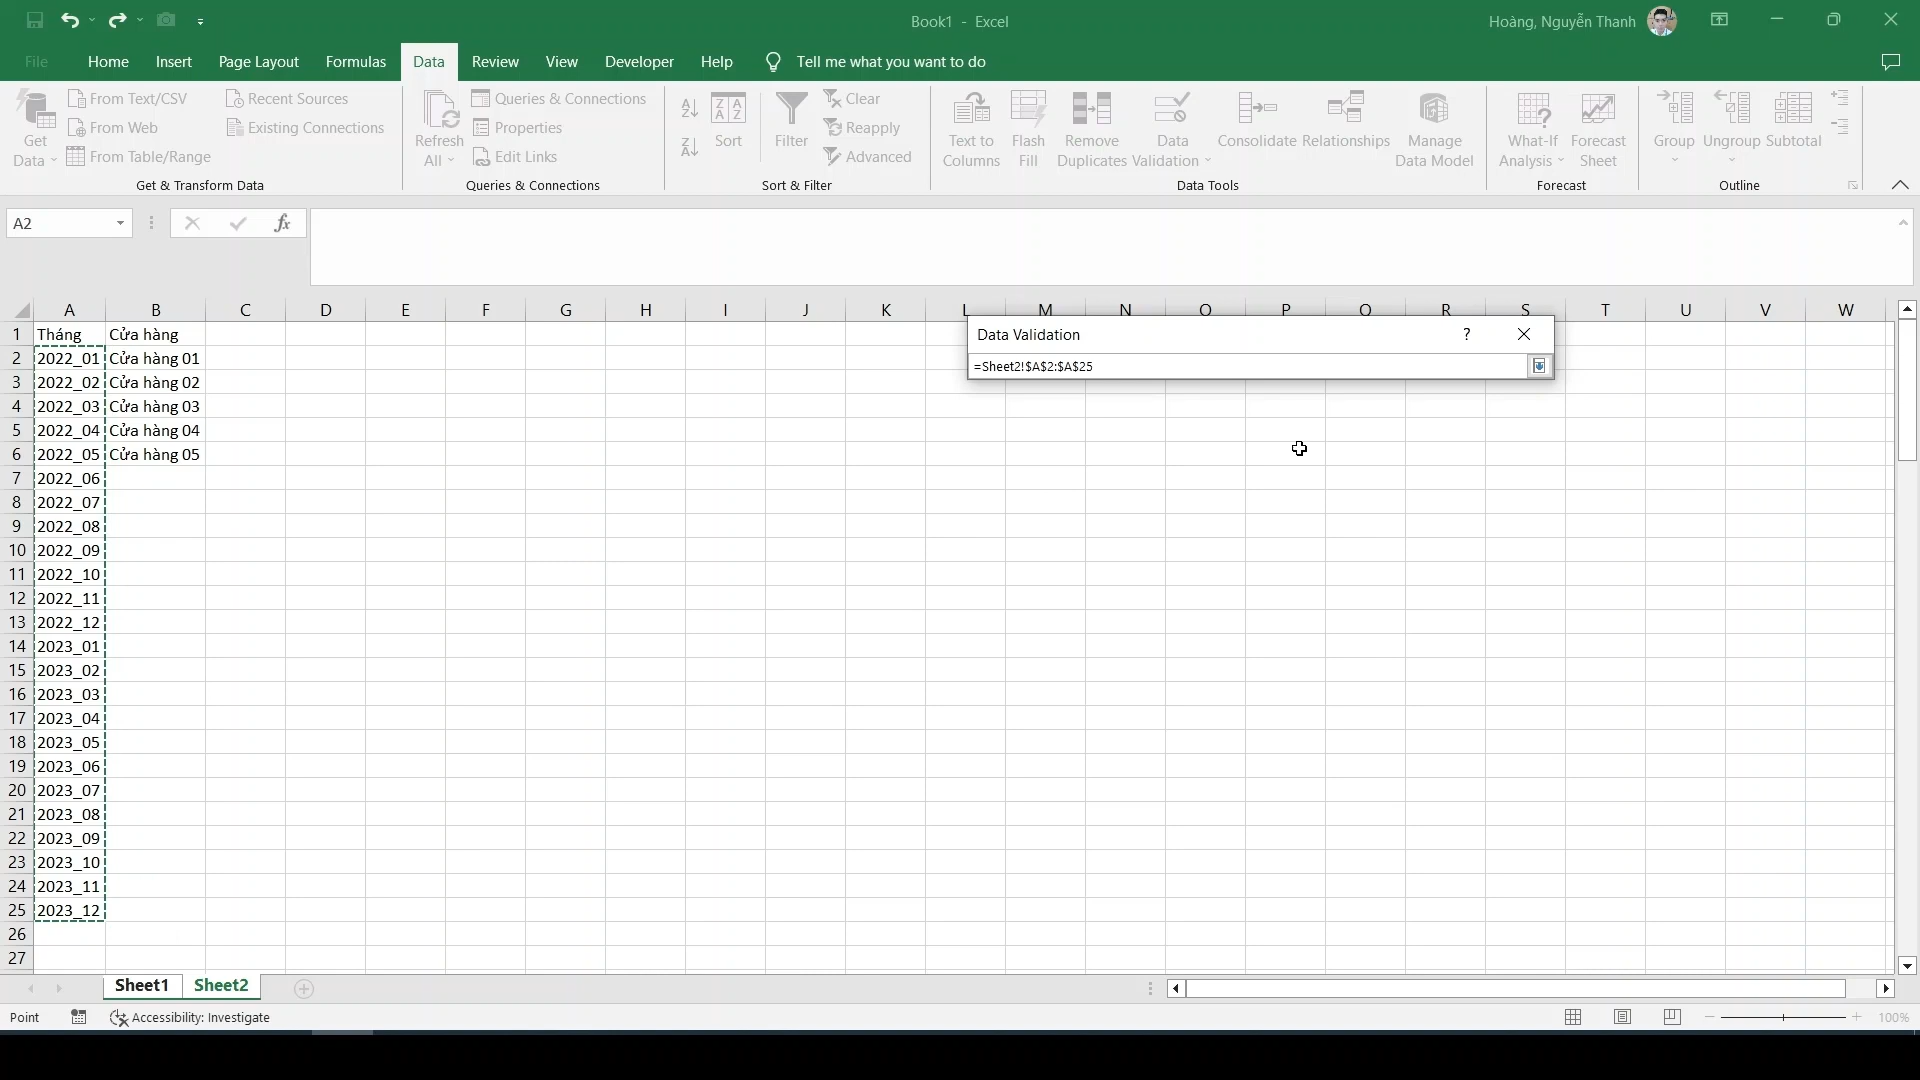 Book1 - Excel
Hoàng, Nguyễn Thanh
File Home Insert Page Layout Formulas Data Review View Developer Help Tell me what you want to do
Get Data
From Text/CSV
From Web
From Table/Range
Recent Sources
Existing Connections
Get & Transform Data
Refresh All
Queries & Connections
Properties
Edit Links
Queries & Connections
Sort
Filter
Clear
Reapply
Advanced
Sort & Filter
Text to Columns
Flash Fill
Remove Duplicates
Data Validation
Consolidate
Relationships
Manage Data Model
Data Tools
What-If Analysis
Forecast Sheet
Forecast
Group
Ungroup
Subtotal
Outline
A2
fx
A B C D E F G H I J K L M N O P Q R S T U V W
Data Validation ?
=Sheet2!$A$2:$A$25
1 Tháng Cửa hàng
2 2022_01 Cửa hàng 01
3 2022_02 Cửa hàng 02
4 2022_03 Cửa hàng 03
5 2022_04 Cửa hàng 04
6 2022_05 Cửa hàng 05
7 2022_06
8 2022_07
9 2022_08
10 2022_09
11 2022_10
12 2022_11
13 2022_12
14 2023_01
15 2023_02
16 2023_03
17 2023_04
18 2023_05
19 2023_06
20 2023_07
21 2023_08
22 2023_09
23 2023_10
24 2023_11
25 2023_12
26
27
Sheet1 Sheet2
Point
Accessibility: Investigate
100%